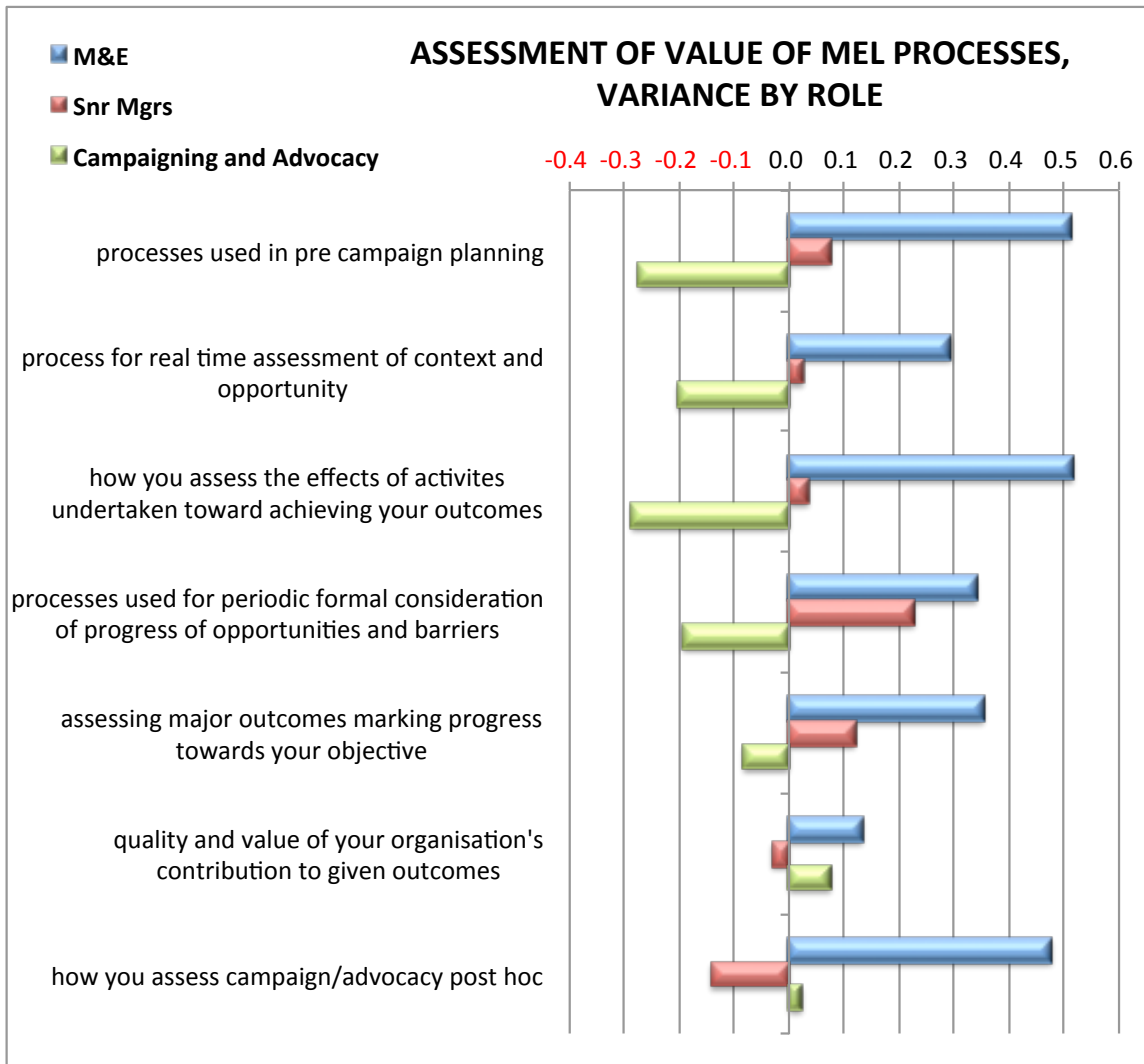 M&E
Snr Mgrs
Campaigning and Advocacy
ASSESSMENT OF VALUE OF MEL PROCESSES,
VARIANCE BY ROLE
-0.4 -0.3 -0.2 -0.1 0.0 0.1 0.2 0.3 0.4 0.5 0.6
processes used in pre campaign planning
process for real time assessment of context and
opportunity
how you assess the effects of activites
undertaken toward achieving your outcomes
processes used for periodic formal consideration
of progress of opportunities and barriers
assessing major outcomes marking progress
towards your objective
quality and value of your organisation's
contribution to given outcomes
how you assess campaign/advocacy post hoc